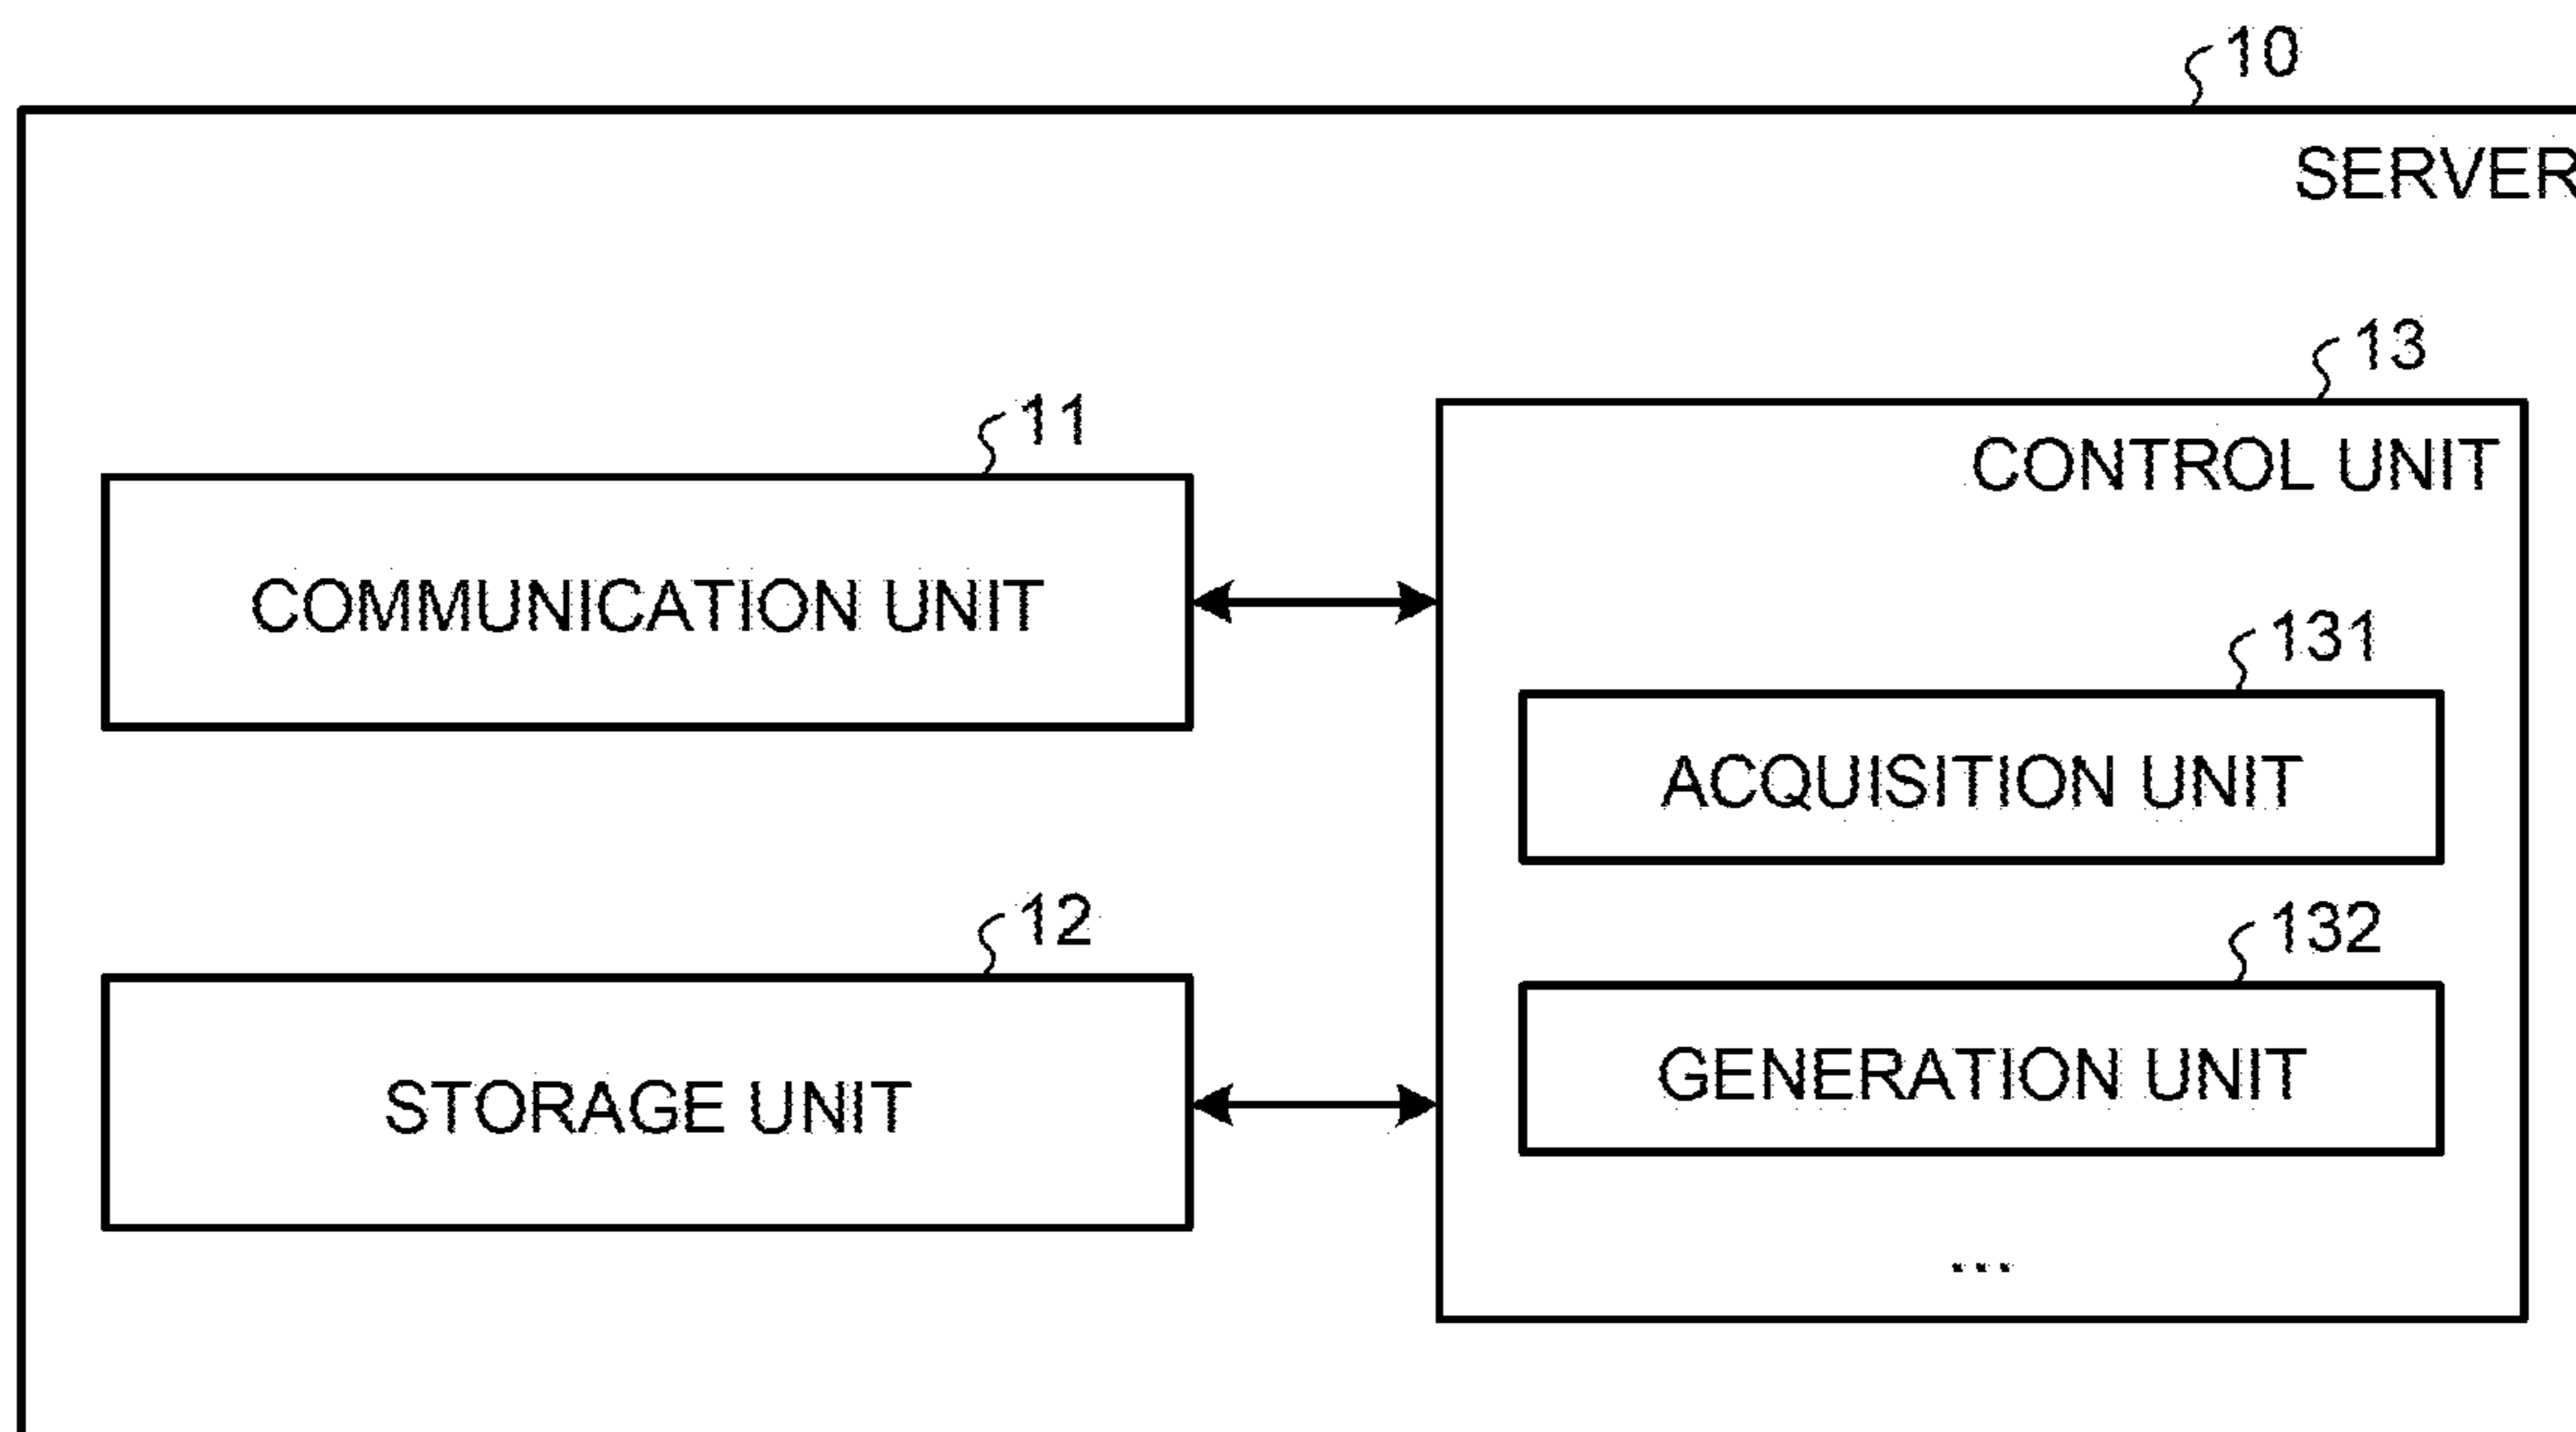 10
SERVER
13
CONTROL UNIT
11
COMMUNICATION UNIT
131
ACQUISITION UNIT
12
STORAGE UNIT
132
GENERATION UNIT
...